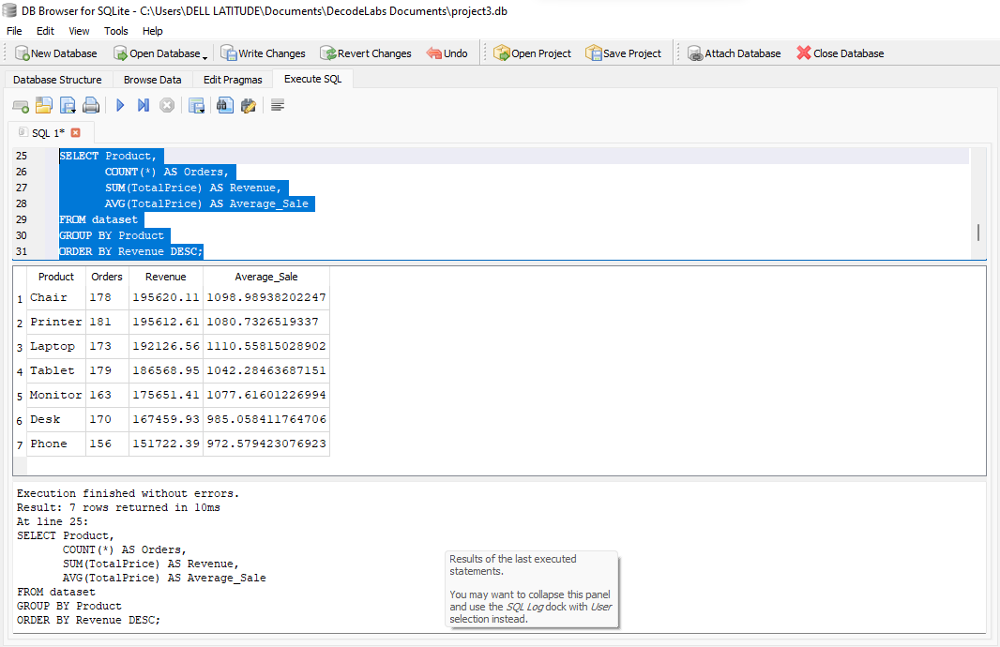 DB Browser for SQLite - C:\Users\DELL LATITUDE\Documents\DecodeLabs Documents\project3.db
File Edit View Tools Help
New Database Open Database Write Changes Revert Changes Undo Open Project Save Project Attach Database Close Database
Database Structure Browse Data Edit Pragmas Execute SQL
SQL 1*
25 SELECT Product,
26 COUNT(*) AS Orders,
27 SUM(TotalPrice) AS Revenue,
28 AVG(TotalPrice) AS Average_Sale
29 FROM dataset
30 GROUP BY Product
31 ORDER BY Revenue DESC;
Product Orders Revenue Average_Sale
1 Chair 178 195620.11 1098.98938202247
2 Printer 181 195612.61 1080.7326519337
3 Laptop 173 192126.56 1110.55815028902
4 Tablet 179 186568.95 1042.28463687151
5 Monitor 163 175651.41 1077.61601226994
6 Desk 170 167459.93 985.058411764706
7 Phone 156 151722.39 972.579423076923
Execution finished without errors.
Result: 7 rows returned in 10ms
At line 25:
SELECT Product,
COUNT(*) AS Orders,
SUM(TotalPrice) AS Revenue,
AVG(TotalPrice) AS Average_Sale
FROM dataset
GROUP BY Product
ORDER BY Revenue DESC;
Results of the last executed
statements.
You may want to collapse this panel
and use the SQL Log dock with User
selection instead.